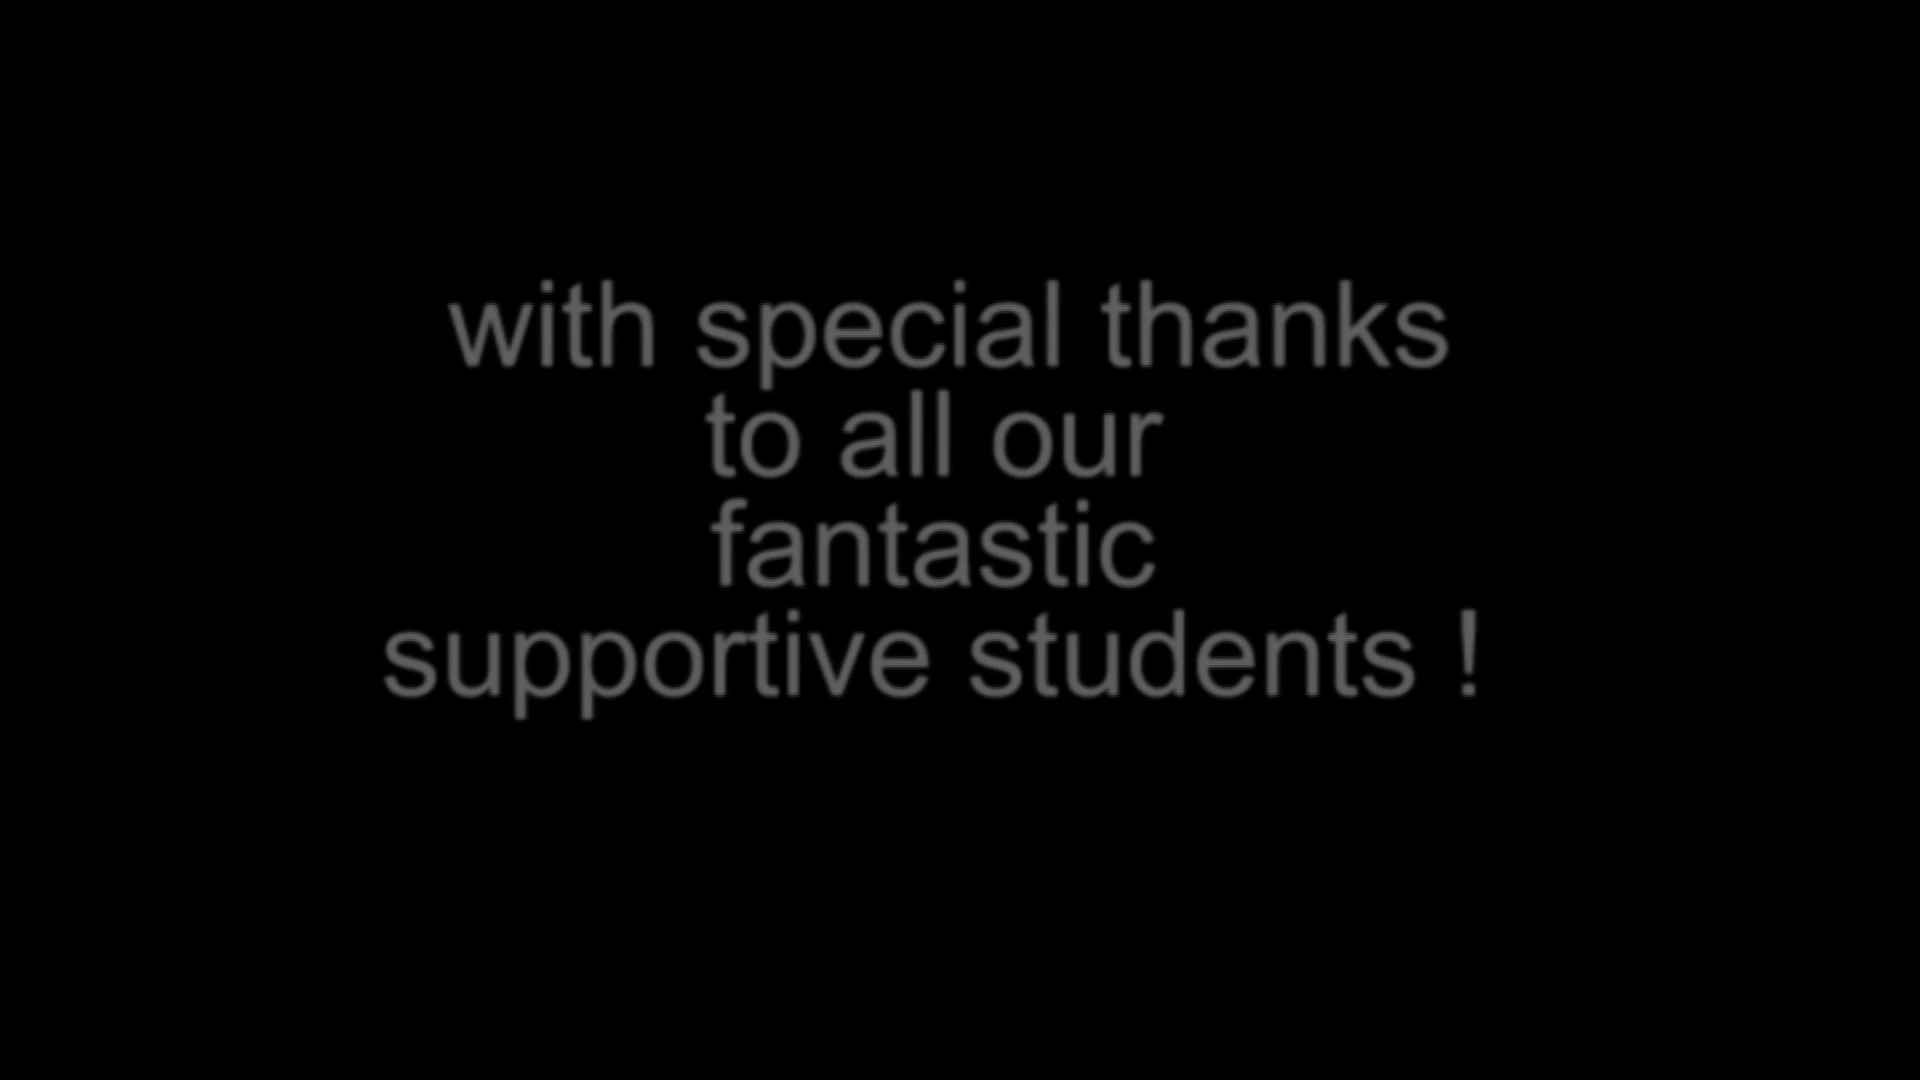 with special thanks
to all our
fantastic
supportive students !